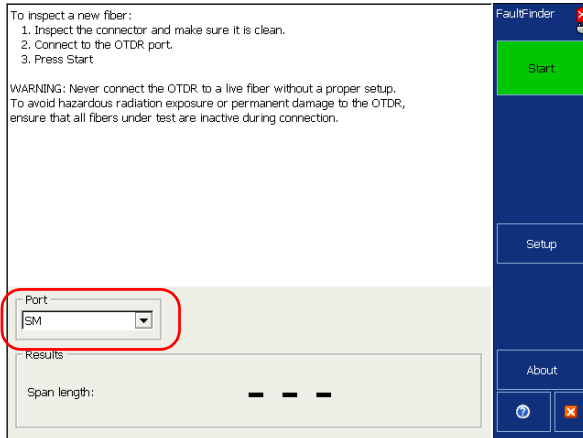 To inspect a new fiber:
1. Inspect the connector and make sure it is clean.
2. Connect to the OTDR port.
3. Press Start
WARNING: Never connect the OTDR to a live fiber without a proper setup.
To avoid hazardous radiation exposure or permanent damage to the OTDR,
ensure that all fibers under test are inactive during connection.
Port
SM
Results
Span length: - - -
FaultFinder
Start
Setup
About